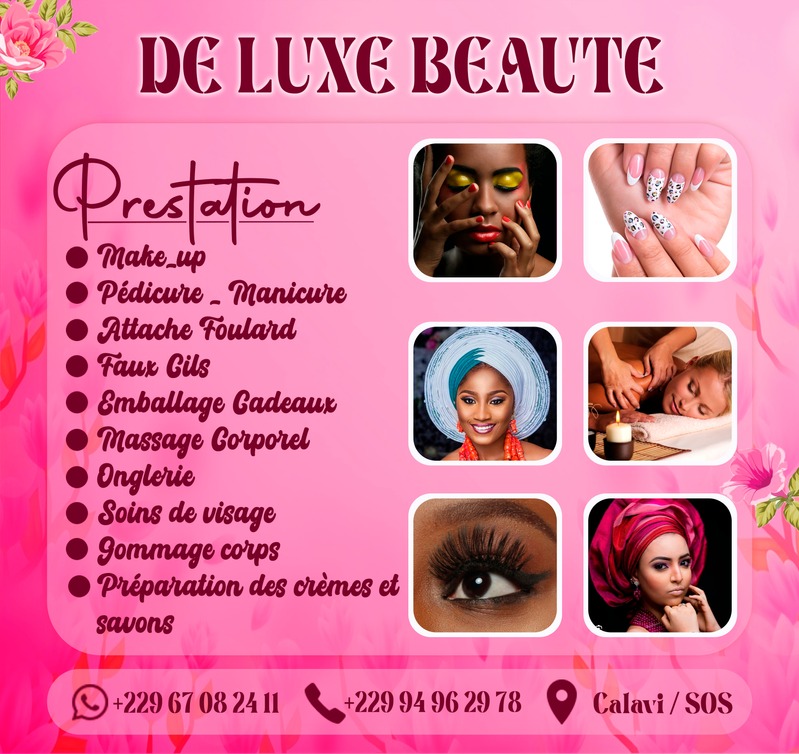 DE LUXE BEAUTE
Prestation
Make_up
Pédicure _ Manicure
Attache Foulard
Faux Cils
Emballage Cadeaux
Massage Corporel
Onglerie
Soins de visage
Gommage corps
Préparation des crèmes et
savons
+229 67 08 24 11
+229 94 96 29 78
Calavi / SOS